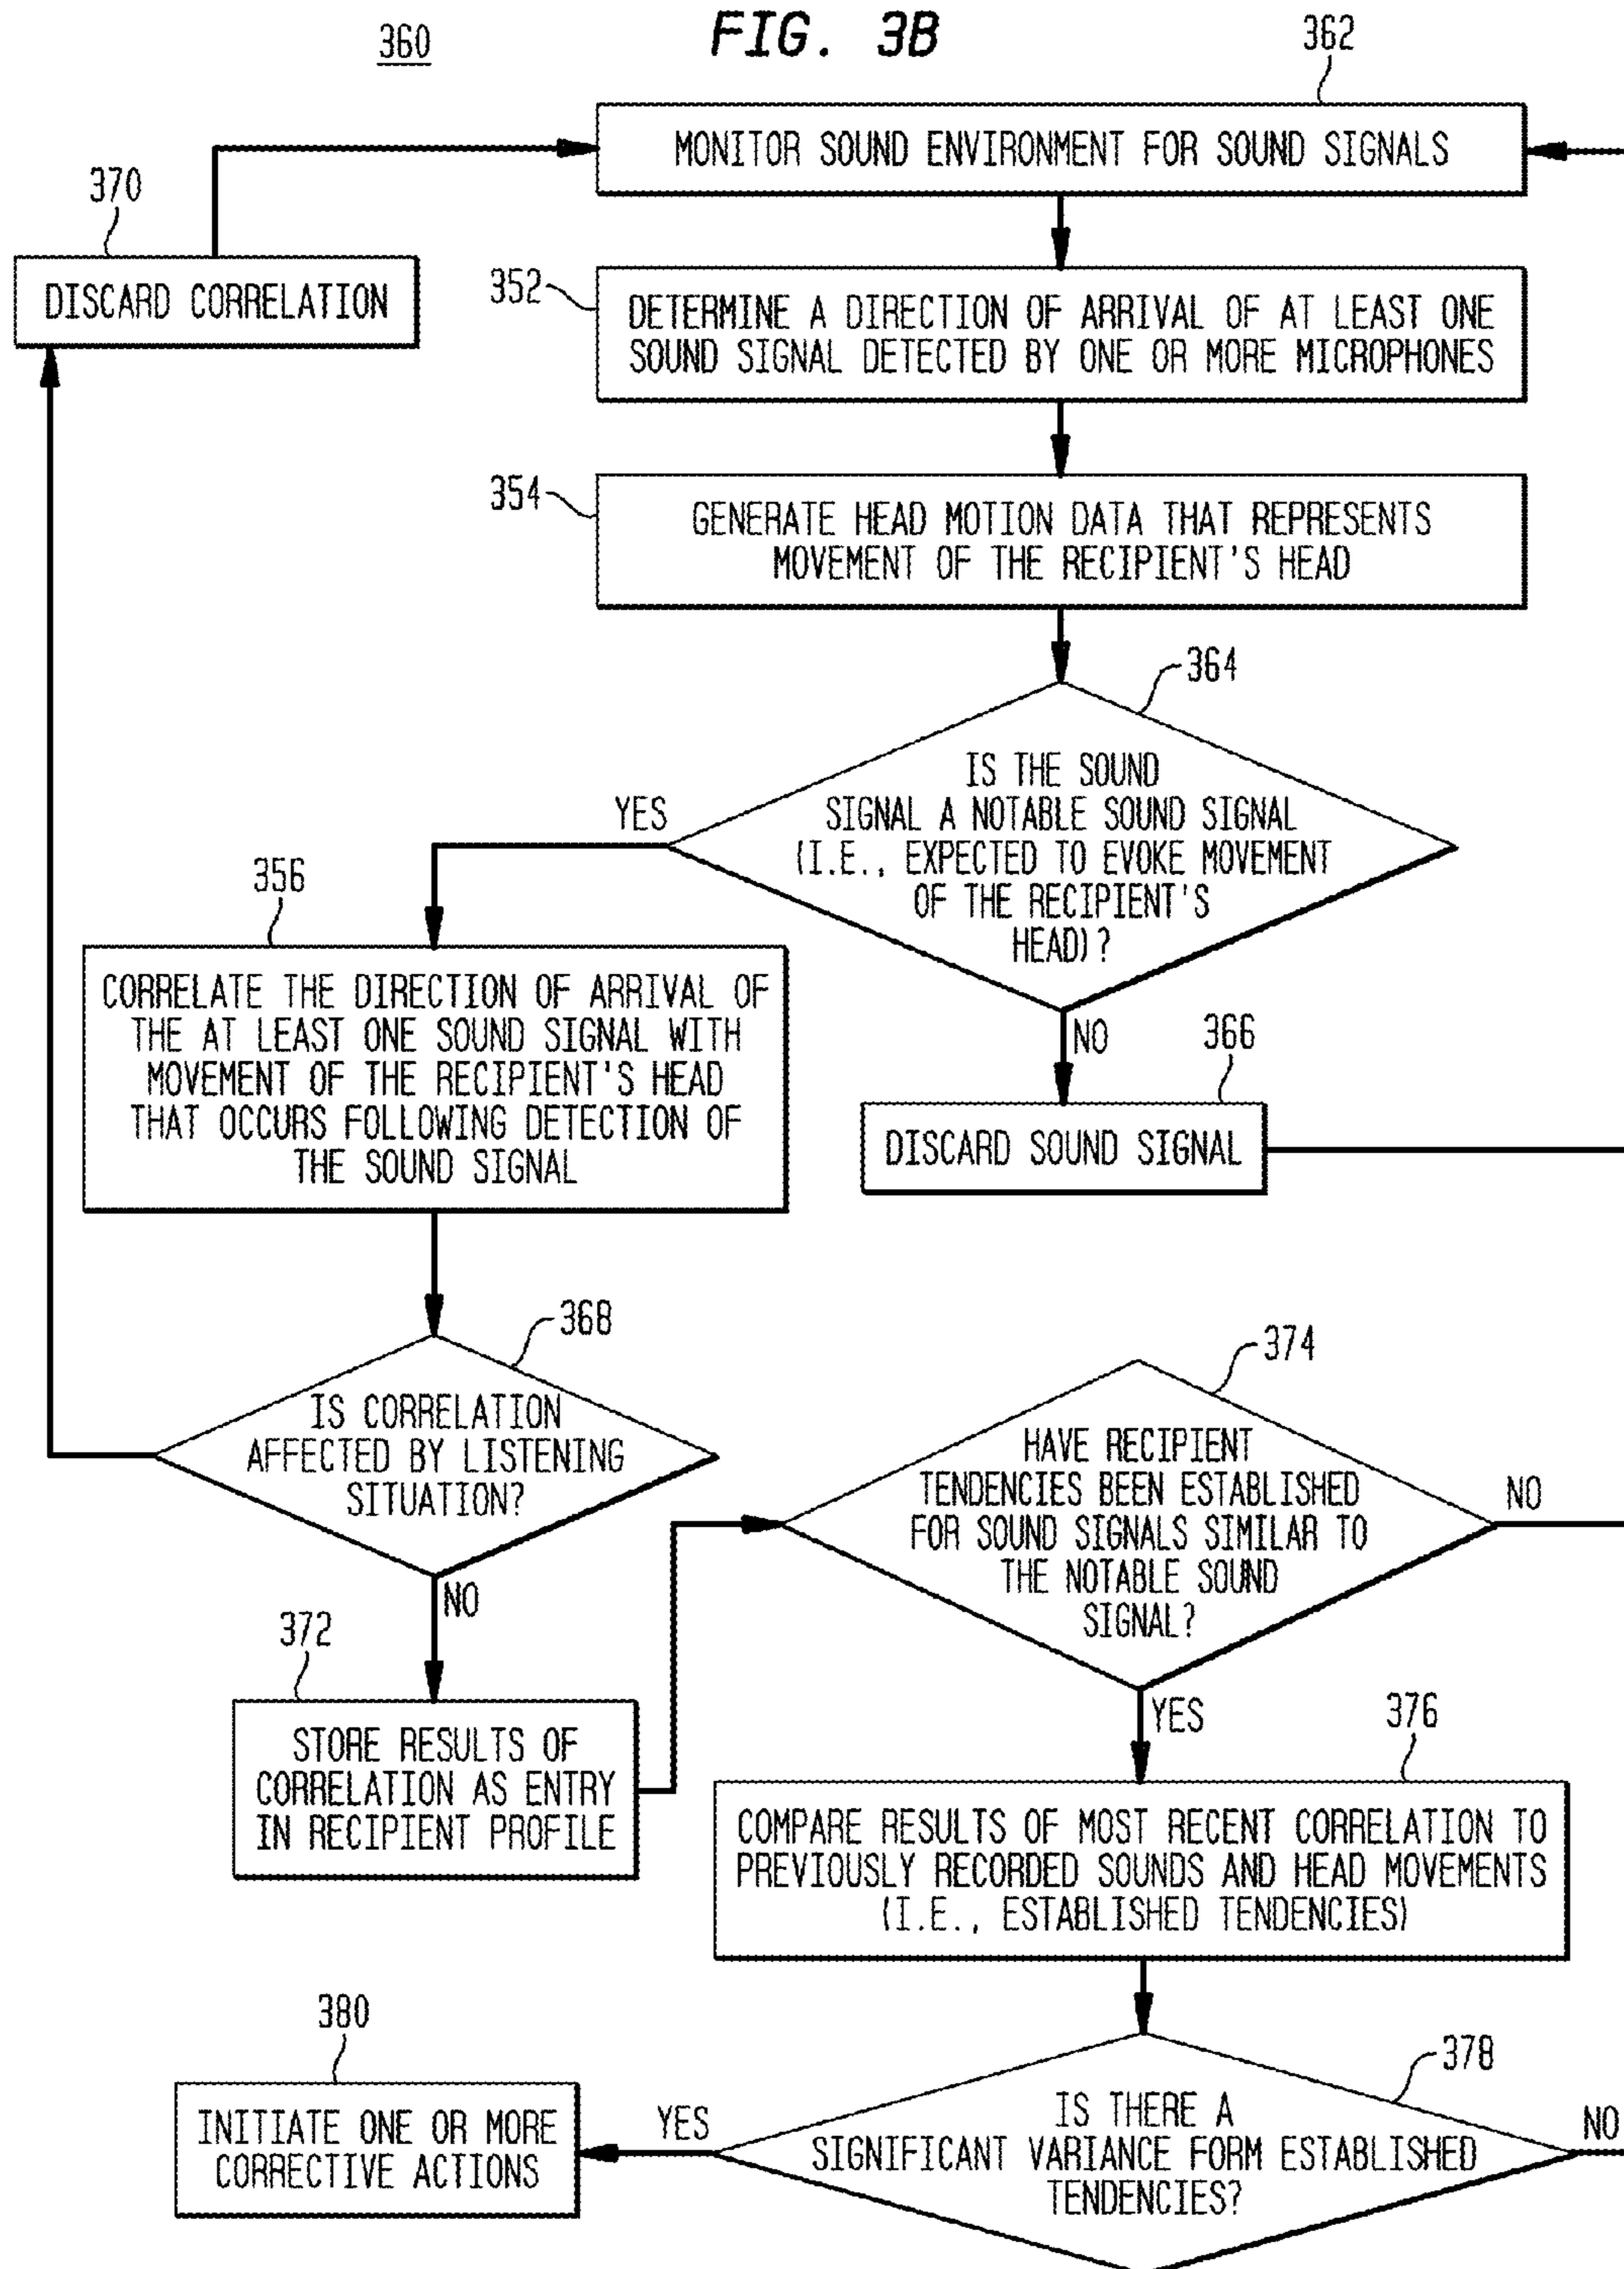 360
FIG. 3B
362
MONITOR SOUND ENVIRONMENT FOR SOUND SIGNALS
370
DISCARD CORRELATION
352
DETERMINE A DIRECTION OF ARRIVAL OF AT LEAST ONE
SOUND SIGNAL DETECTED BY ONE OR MORE MICROPHONES
354
GENERATE HEAD MOTION DATA THAT REPRESENTS
MOVEMENT OF THE RECIPIENT'S HEAD
364
IS THE SOUND
SIGNAL A NOTABLE SOUND SIGNAL
(I.E., EXPECTED TO EVOKE MOVEMENT
OF THE RECIPIENT'S
HEAD)?
YES
356
CORRELATE THE DIRECTION OF ARRIVAL OF
THE AT LEAST ONE SOUND SIGNAL WITH
MOVEMENT OF THE RECIPIENT'S HEAD
THAT OCCURS FOLLOWING DETECTION OF
THE SOUND SIGNAL
NO
366
DISCARD SOUND SIGNAL
368
IS CORRELATION
AFFECTED BY LISTENING
SITUATION?
NO
372
STORE RESULTS OF
CORRELATION AS ENTRY
IN RECIPIENT PROFILE
374
HAVE RECIPIENT
TENDENCIES BEEN ESTABLISHED
FOR SOUND SIGNALS SIMILAR TO
THE NOTABLE SOUND
SIGNAL?
NO
YES
376
COMPARE RESULTS OF MOST RECENT CORRELATION TO
PREVIOUSLY RECORDED SOUNDS AND HEAD MOVEMENTS
(I.E., ESTABLISHED TENDENCIES)
378
IS THERE A
SIGNIFICANT VARIANCE FORM ESTABLISHED
TENDENCIES?
NO
YES
380
INITIATE ONE OR MORE
CORRECTIVE ACTIONS